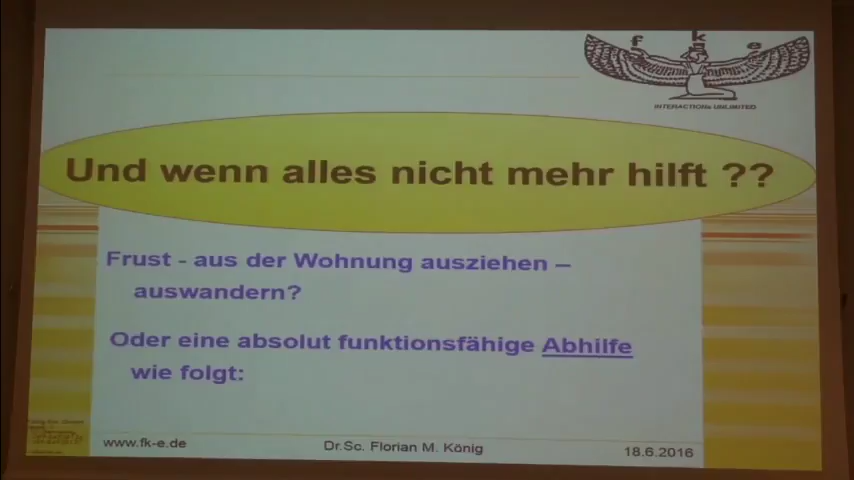 f k e
INTERACTIONs UNLIMITED
Und wenn alles nicht mehr hilft ??
Frust - aus der Wohnung ausziehen –
auswandern?
Oder eine absolut funktionsfähige Abhilfe
wie folgt:
www.fk-e.de
Dr.Sc. Florian M. König
18.6.2016